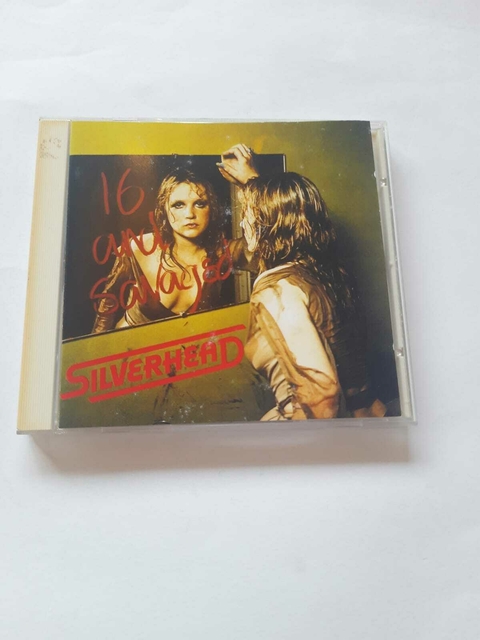 16
and
Savaged
SILVERHEAD